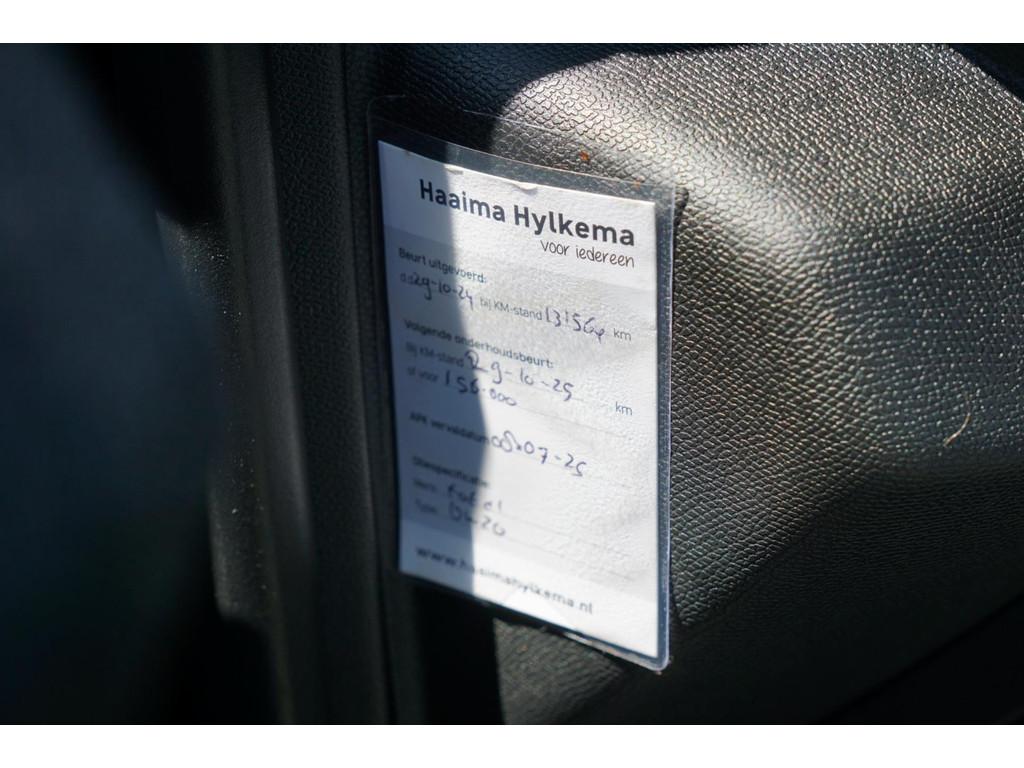 Haaima Hylkema
voor iedereen
Beurt uitgevoerd:
29-10-24 bij KM-stand km
Volgende onderhoudsbeurt:
Bij KM-stand 29-10-25 km
of voor 156.000
APK vervaldatum 08-07-25
Oliespecificatie
Merk
Type 0W20
www.haaimahylkema.nl